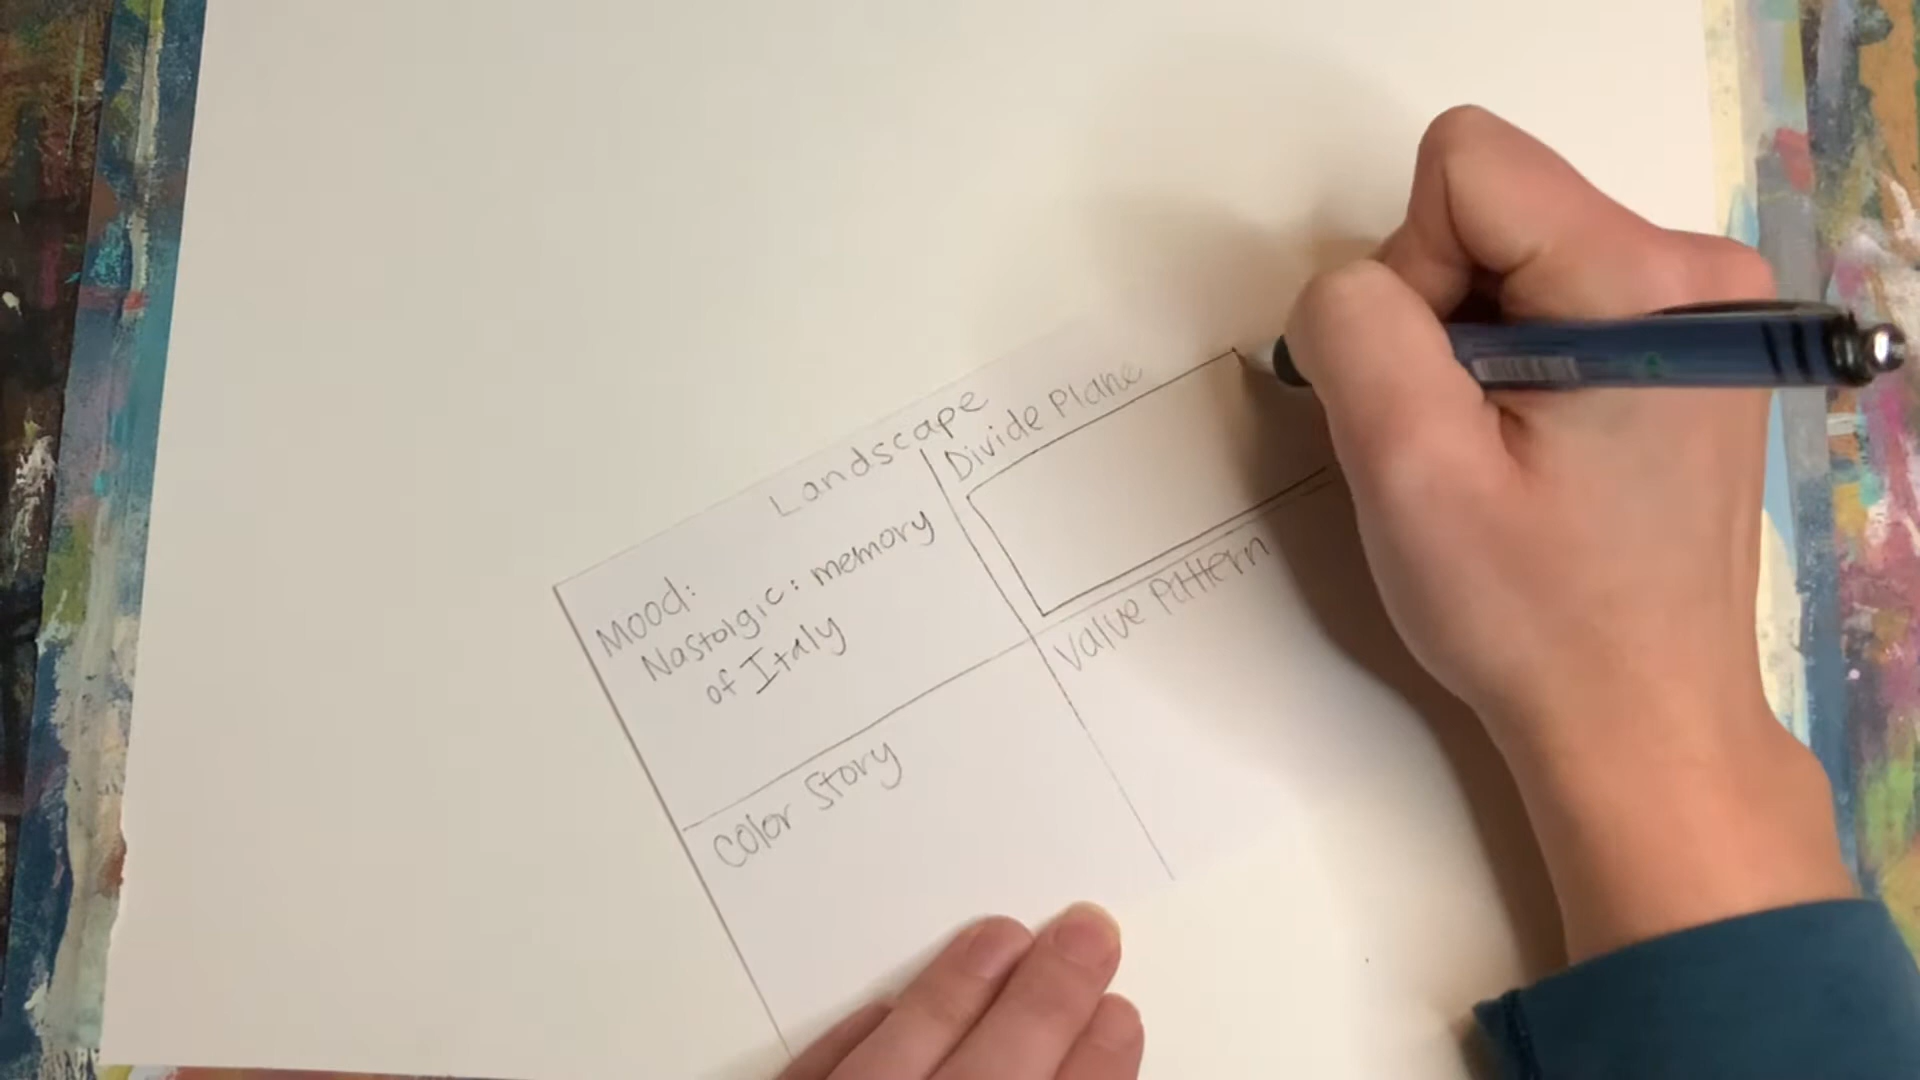 Landscape
Mood:
Nastolgic: memory
of Italy
Divide Plane
Color Story
Value Pattern